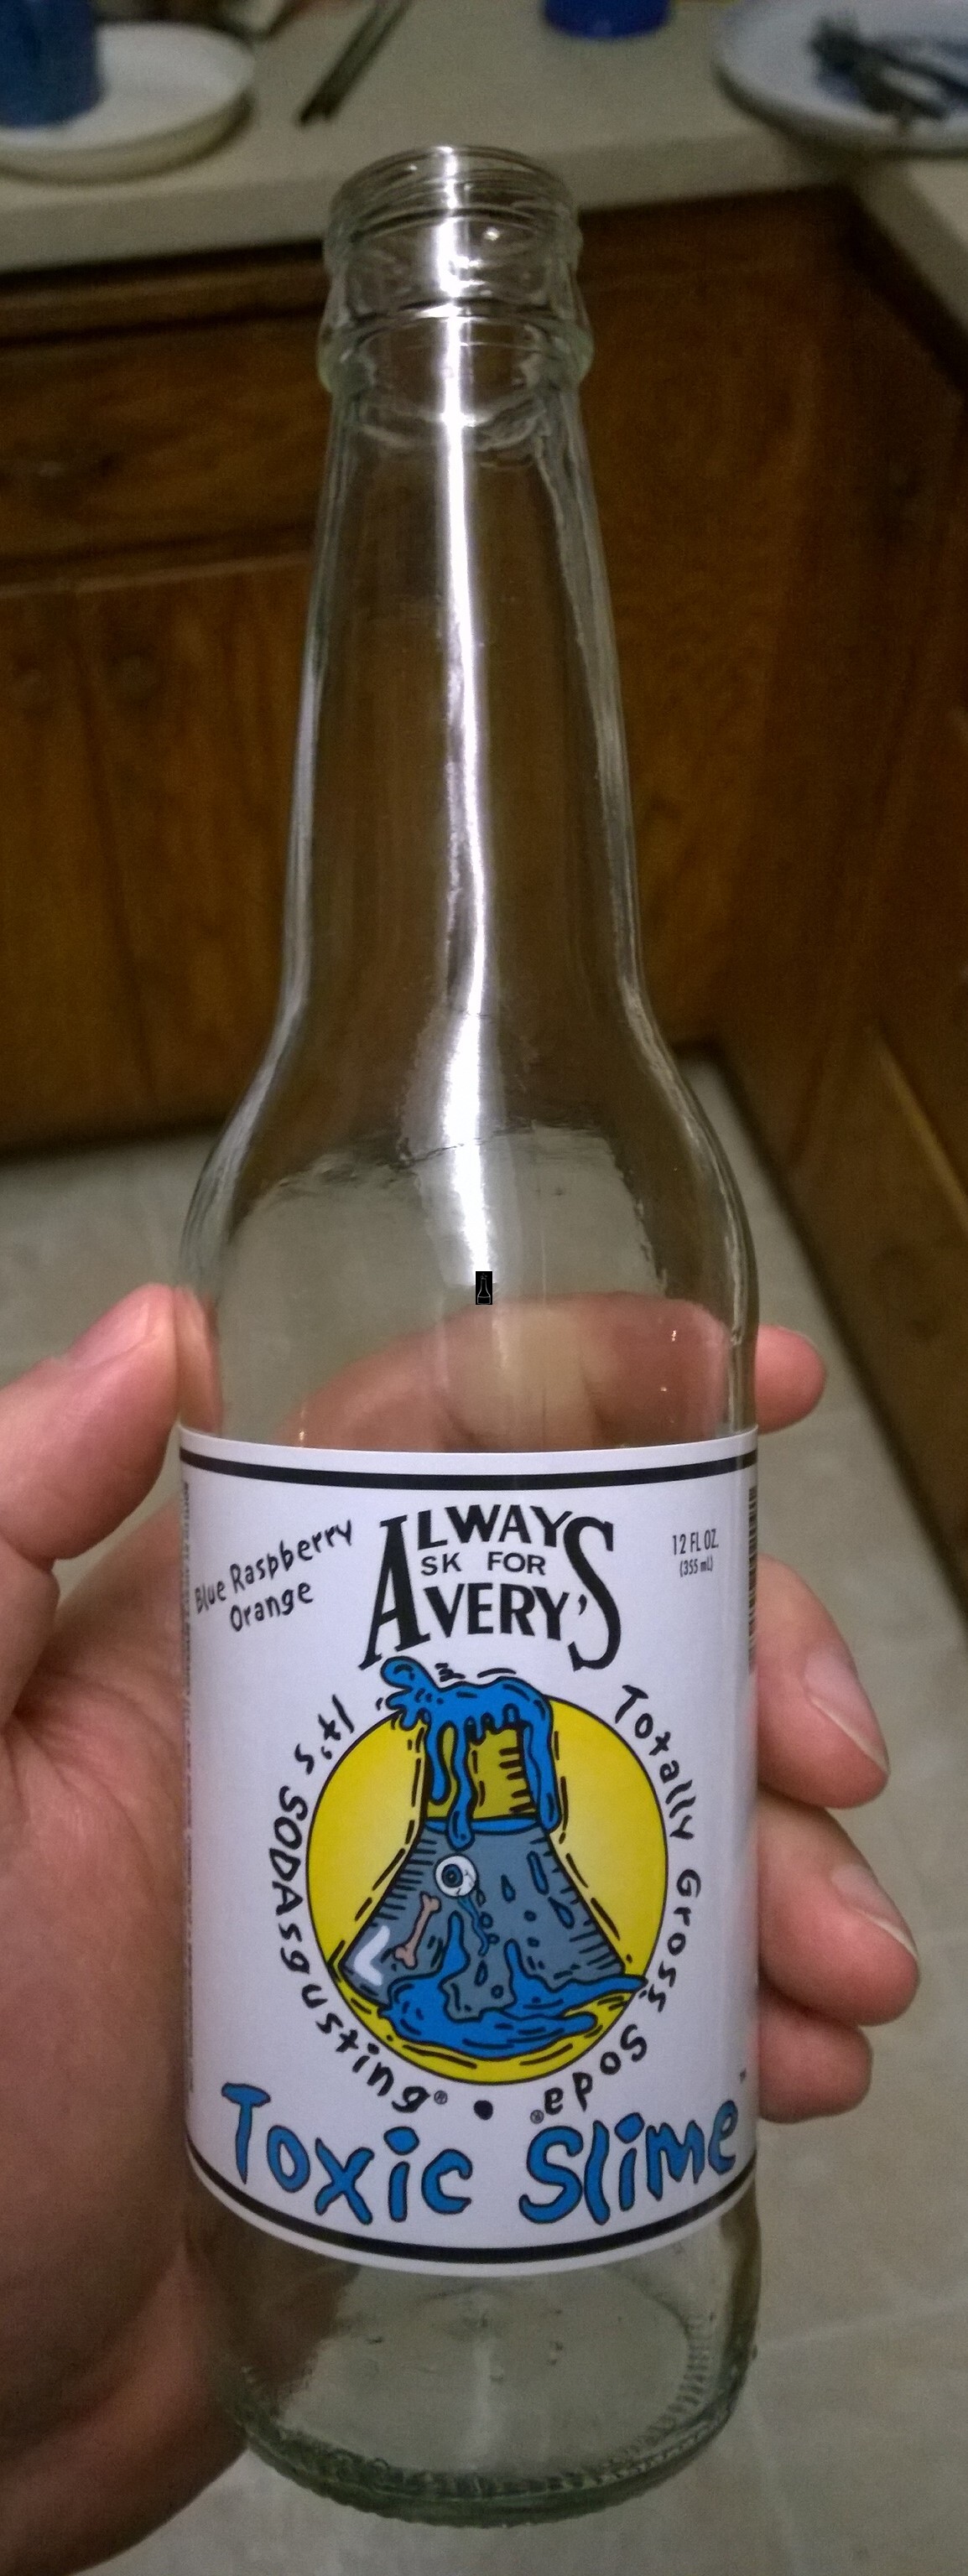 Blue Raspberry
Orange
ALWAYS
ASK FOR
AVERY'S
12 FL OZ.
(355 mL)
It's SODAsgusting®
Totally Gross Soda®
Toxic Slime™